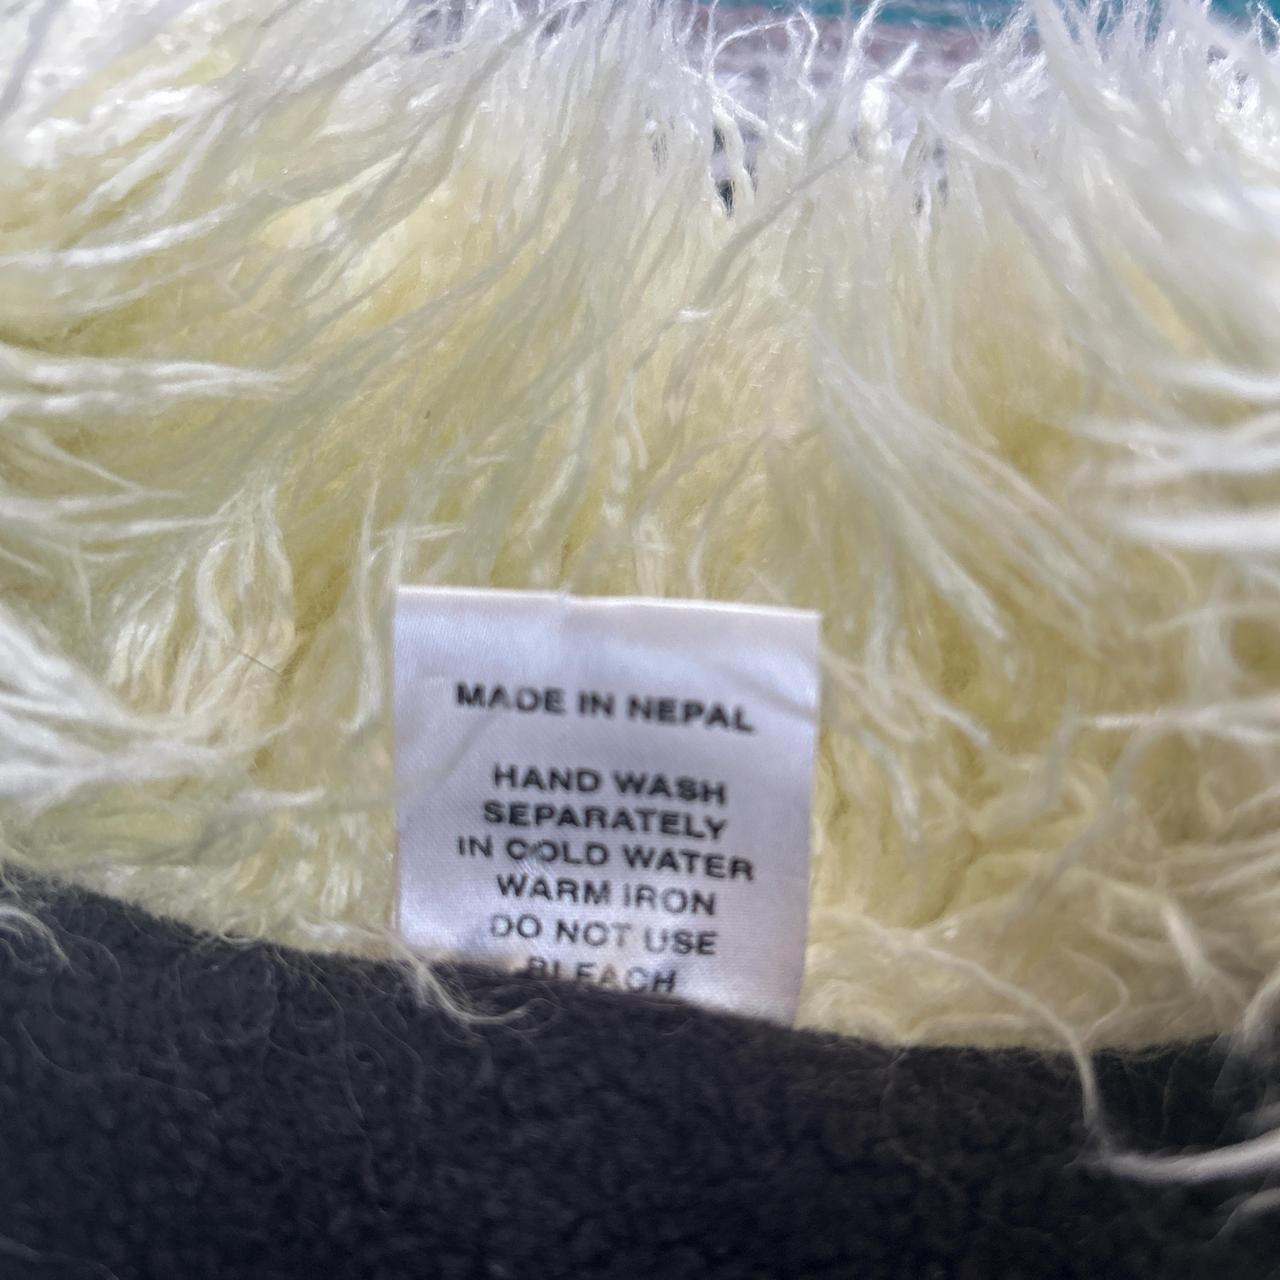 MADE IN NEPAL
HAND WASH
SEPARATELY
IN COLD WATER
WARM IRON
DO NOT USE
BLEACH